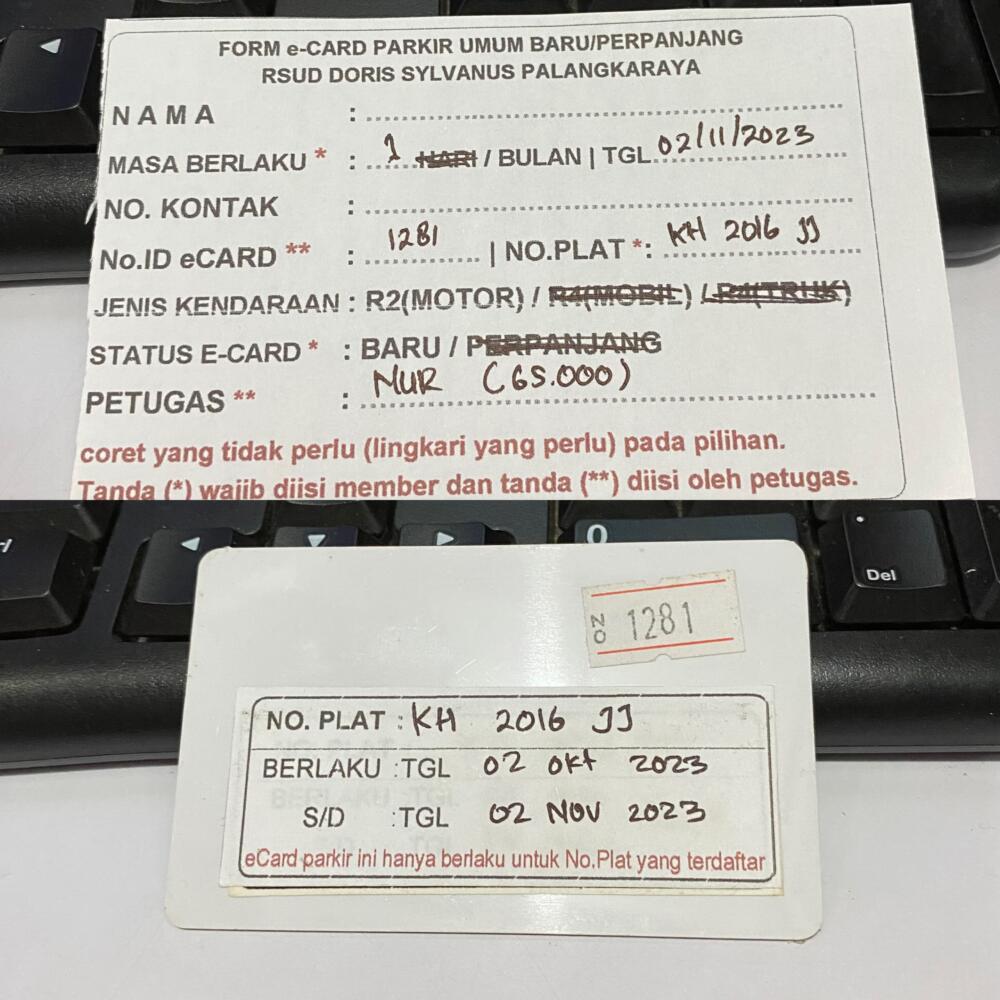 FORM e-CARD PARKIR UMUM BARU/PERPANJANG
RSUD DORIS SYLVANUS PALANGKARAYA
NAMA :
MASA BERLAKU * : 1 HARI / BULAN | TGL. 02/11/2023
NO. KONTAK :
No.ID eCARD ** : 1281 | NO.PLAT *: KH 2016 JJ
JENIS KENDARAAN : R2(MOTOR) / R4(MOBIL) / R4(TRUK)
STATUS E-CARD * : BARU / PERPANJANG
PETUGAS ** : NUR (65.000)
coret yang tidak perlu (lingkari yang perlu) pada pilihan.
Tanda (*) wajib diisi member dan tanda (**) diisi oleh petugas.
0
Del
NO 1281
NO. PLAT : KH 2016 JJ
BERLAKU :TGL 02 OKT 2023
S/D :TGL 02 NOV 2023
eCard parkir ini hanya berlaku untuk No.Plat yang terdaftar